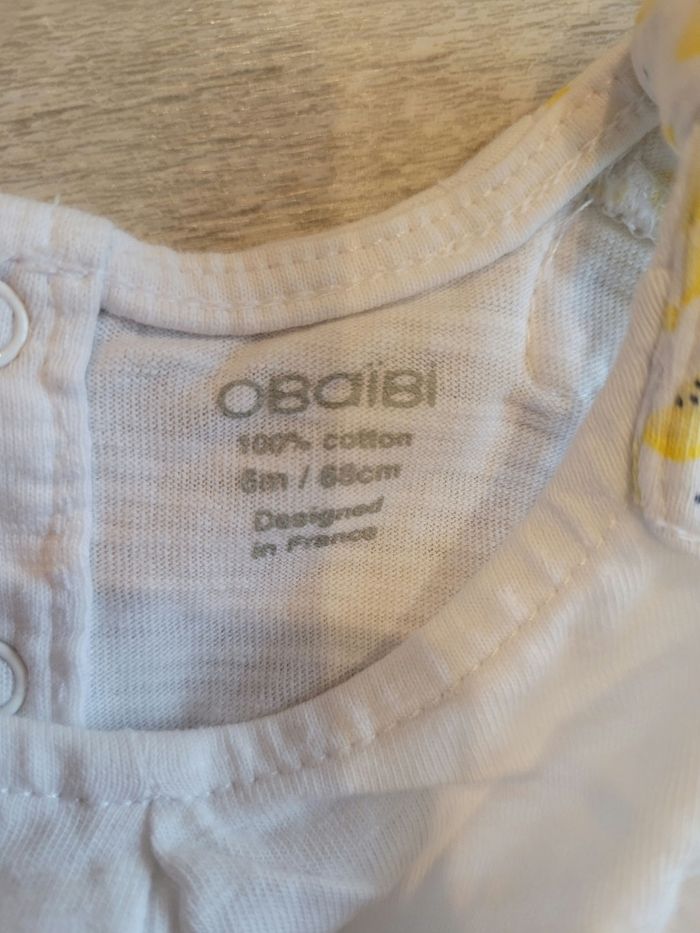 OBaïBI
100% cotton
6m / 68cm
Designed
in France